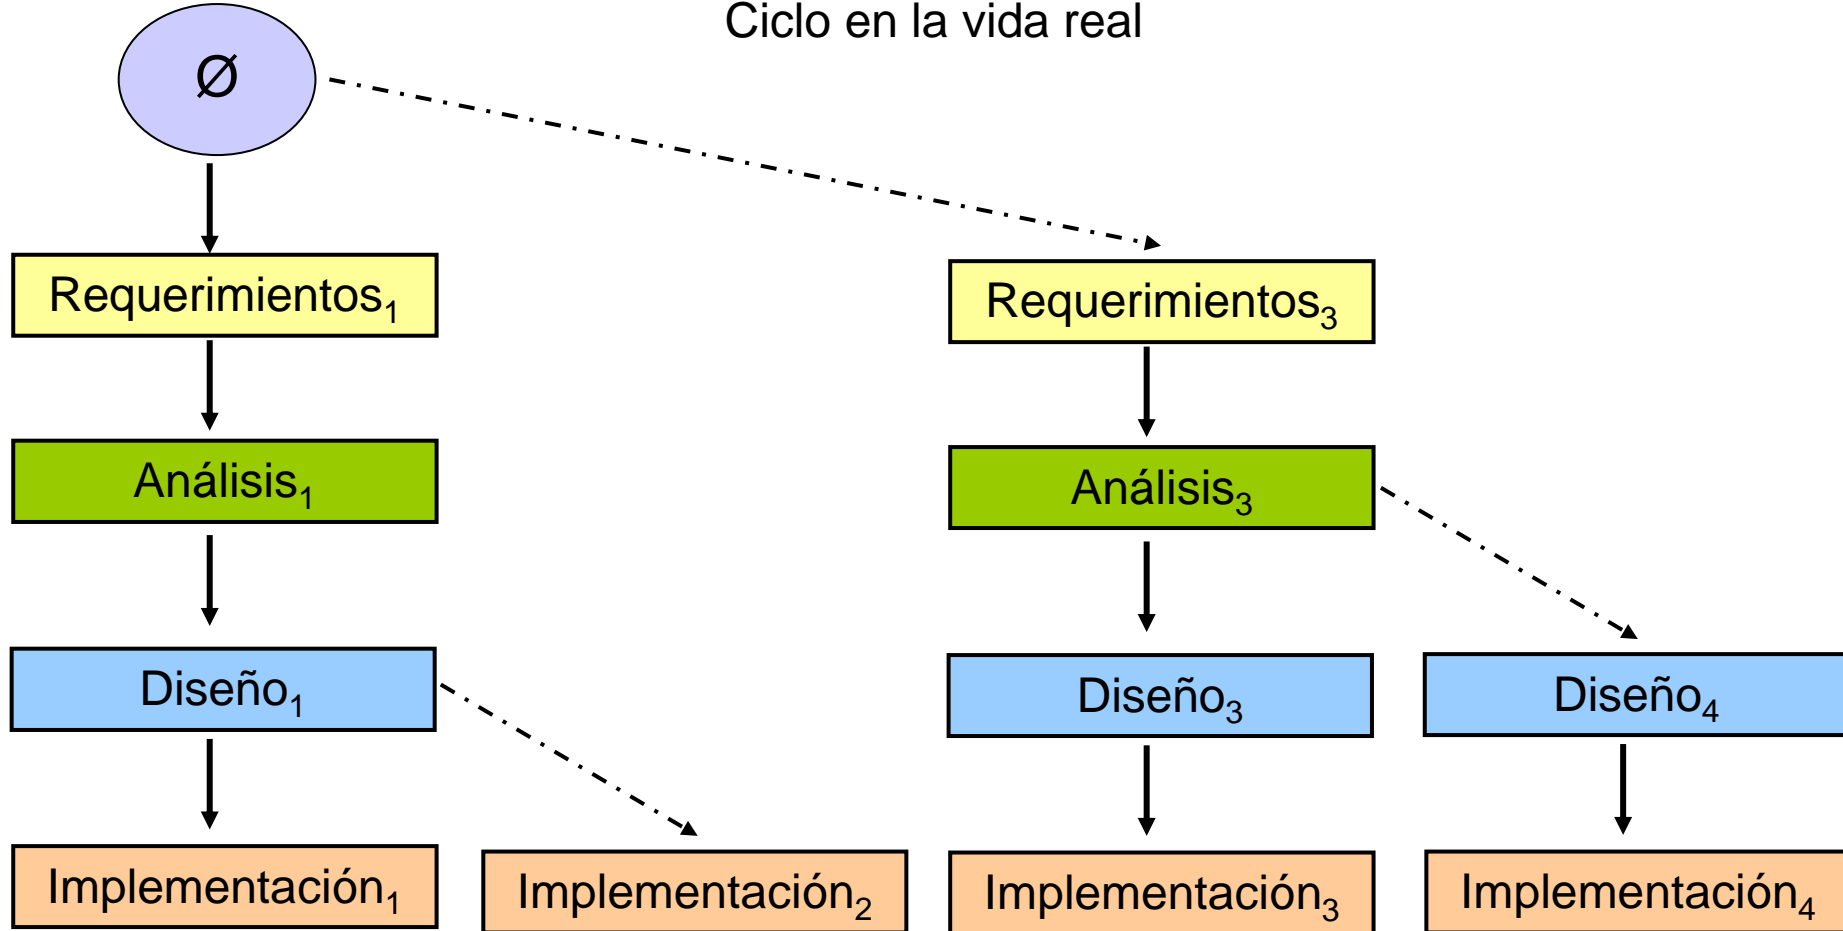 Ciclo en la vida real
Ø
Requerimientos₁
Requerimientos₃
Análisis₁
Análisis₃
Diseño₁
Diseño₃
Diseño₄
Implementación₁
Implementación₂
Implementación₃
Implementación₄